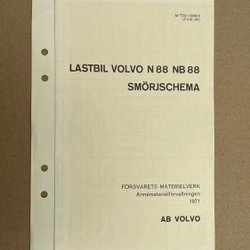 LASTBIL VOLVO N 88 NB 88
SMÖRJSCHEMA
FÖRSVARETS MATERIELVERK
Armématerielförvaltningen
1971
AB VOLVO